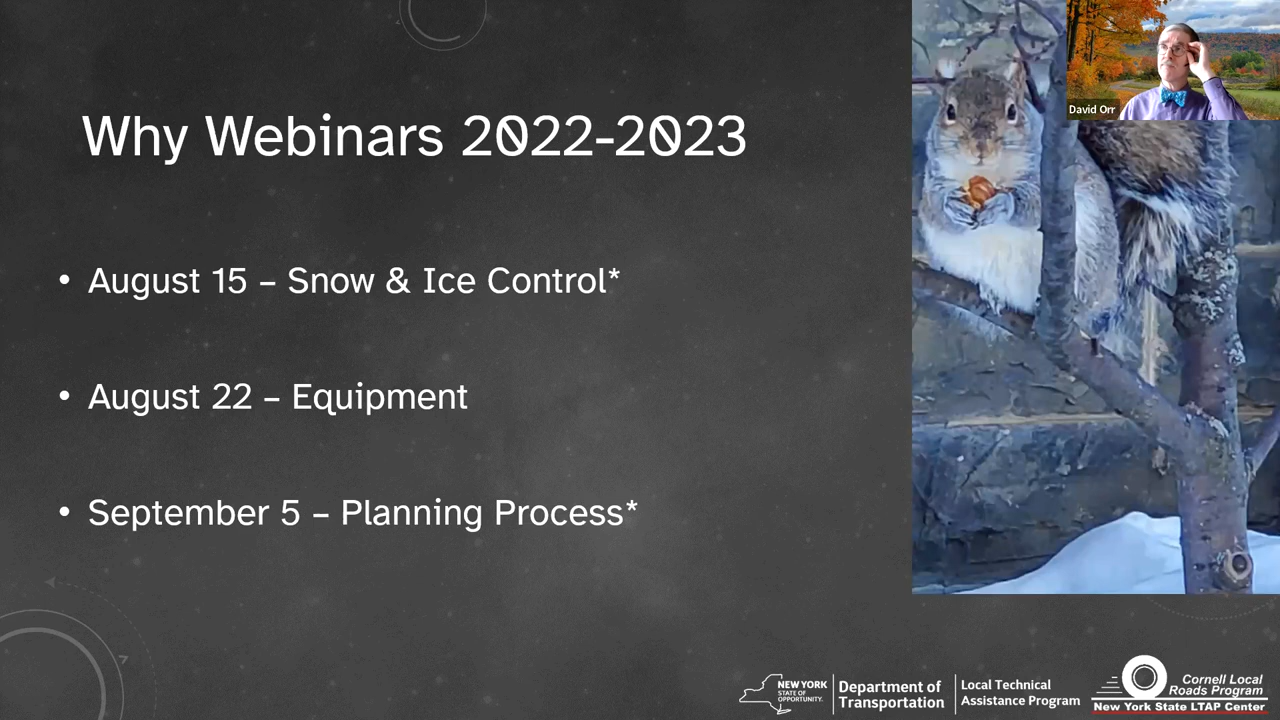 David Orr
Why Webinars 2022-2023
• August 15 – Snow & Ice Control*
• August 22 – Equipment
• September 5 – Planning Process*
NEW YORK
STATE OF
OPPORTUNITY.
Department of
Transportation
Local Technical
Assistance Program
Cornell Local
Roads Program
New York State LTAP Center